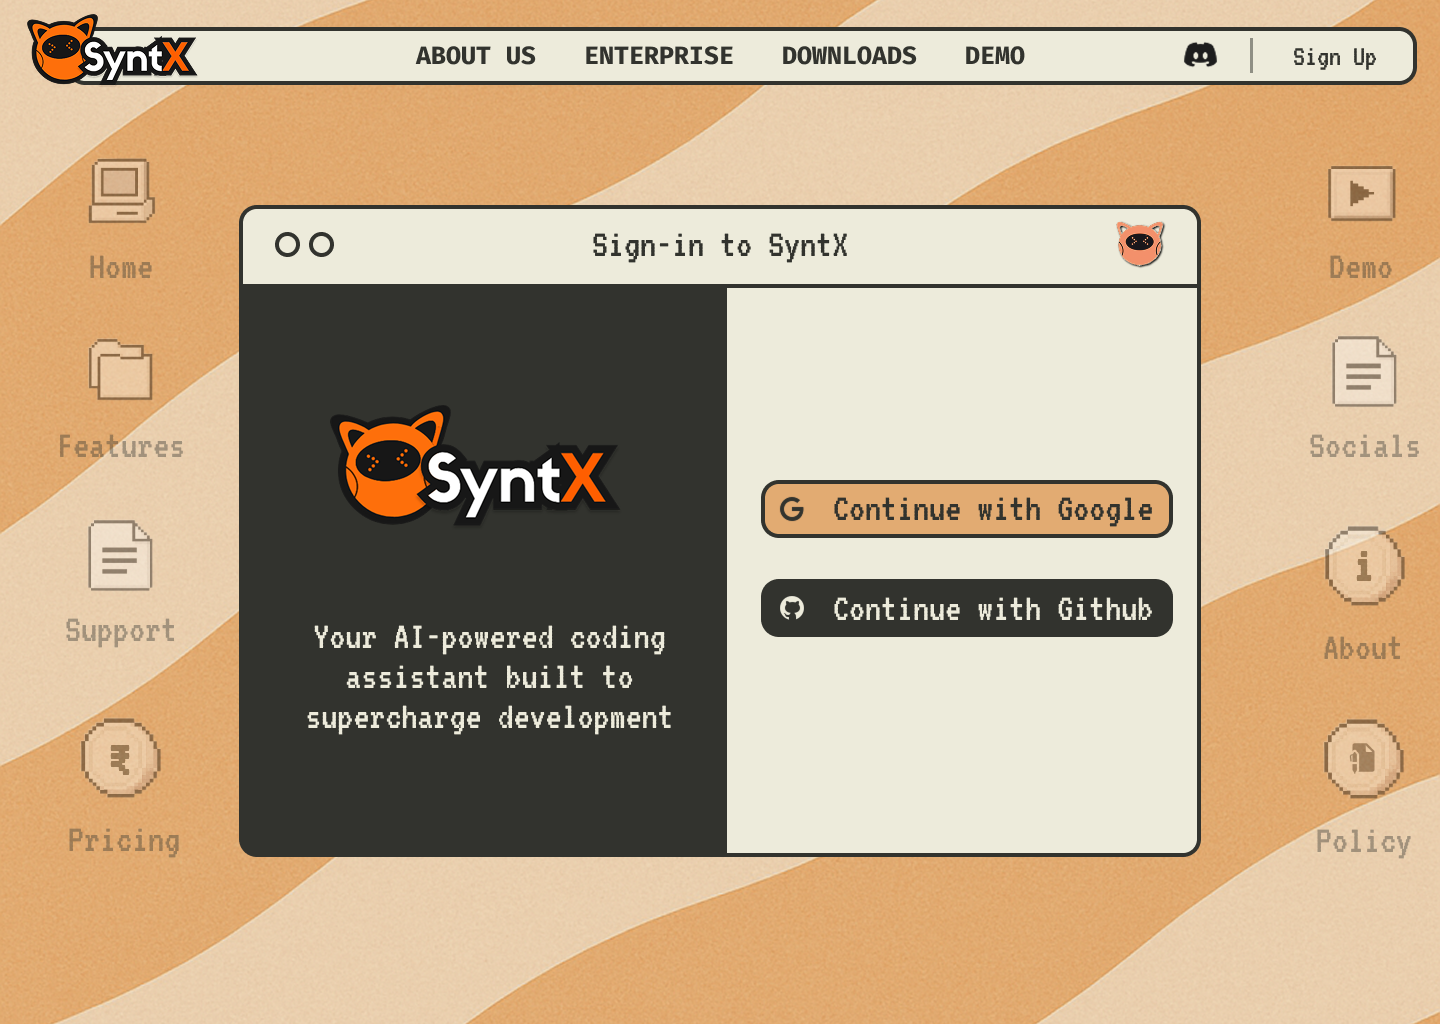 SyntX
ABOUT US
ENTERPRISE
DOWNLOADS
DEMO
Sign Up
Home
Features
Support
Pricing
Sign-in to SyntX
SyntX
Your AI-powered coding
assistant built to
supercharge development
Continue with Google
Continue with Github
Demo
Socials
About
Policy